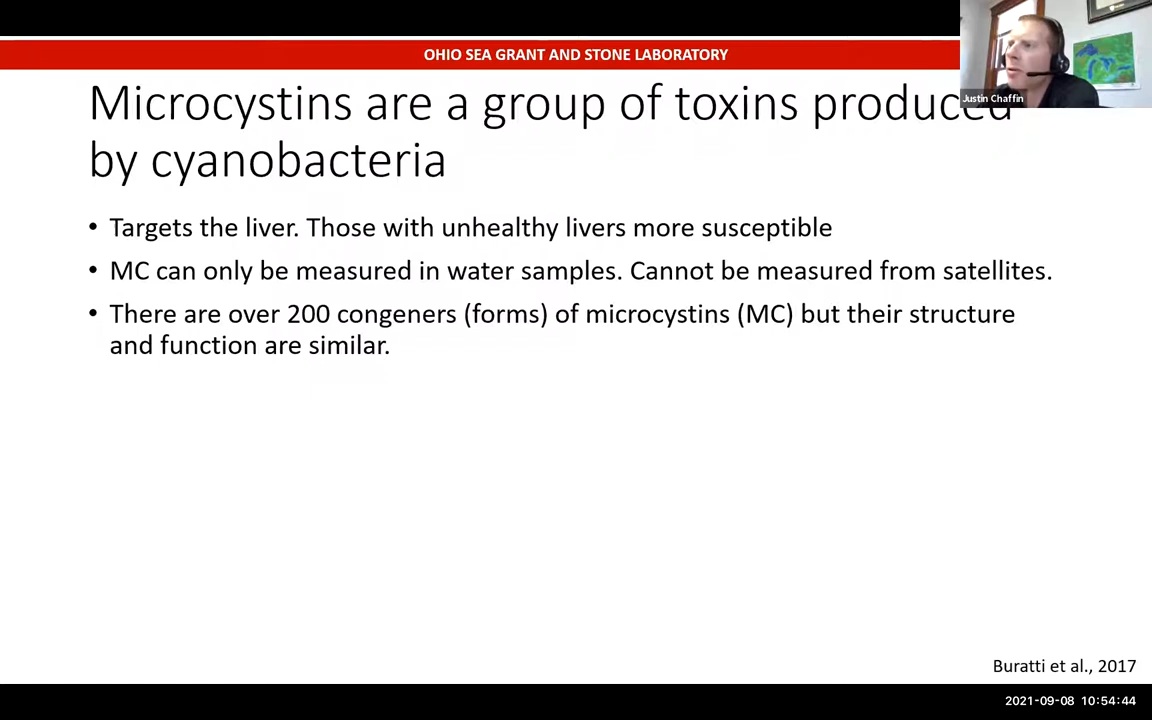 OHIO SEA GRANT AND STONE LABORATORY
Justin Chaffin
Microcystins are a group of toxins produced
by cyanobacteria
• Targets the liver. Those with unhealthy livers more susceptible
• MC can only be measured in water samples. Cannot be measured from satellites.
• There are over 200 congeners (forms) of microcystins (MC) but their structure
and function are similar.
Buratti et al., 2017
2021-09-08 10:54:44